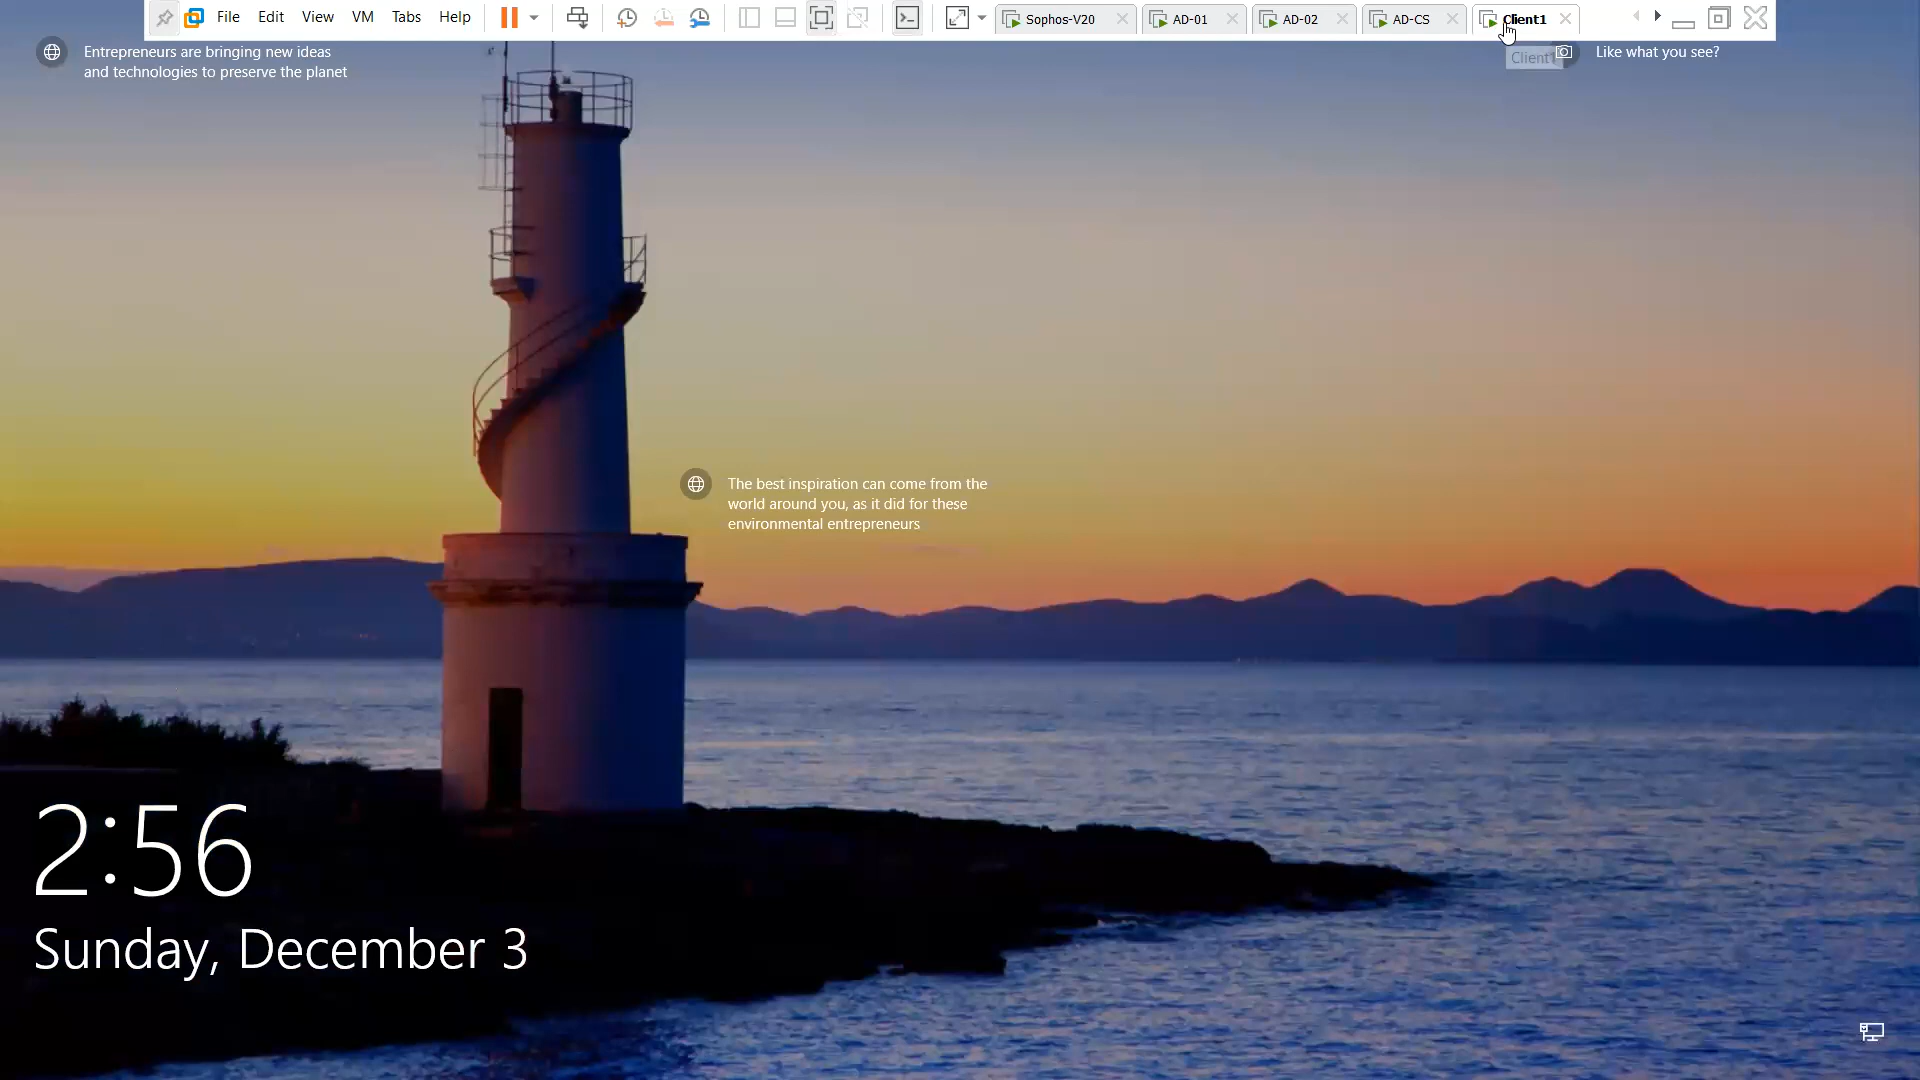 File Edit View VM Tabs Help
Sophos-V20 AD-01 AD-02 AD-CS Client1
Client1
Entrepreneurs are bringing new ideas
and technologies to preserve the planet
Like what you see?
The best inspiration can come from the
world around you, as it did for these
environmental entrepreneurs
2:56
Sunday, December 3